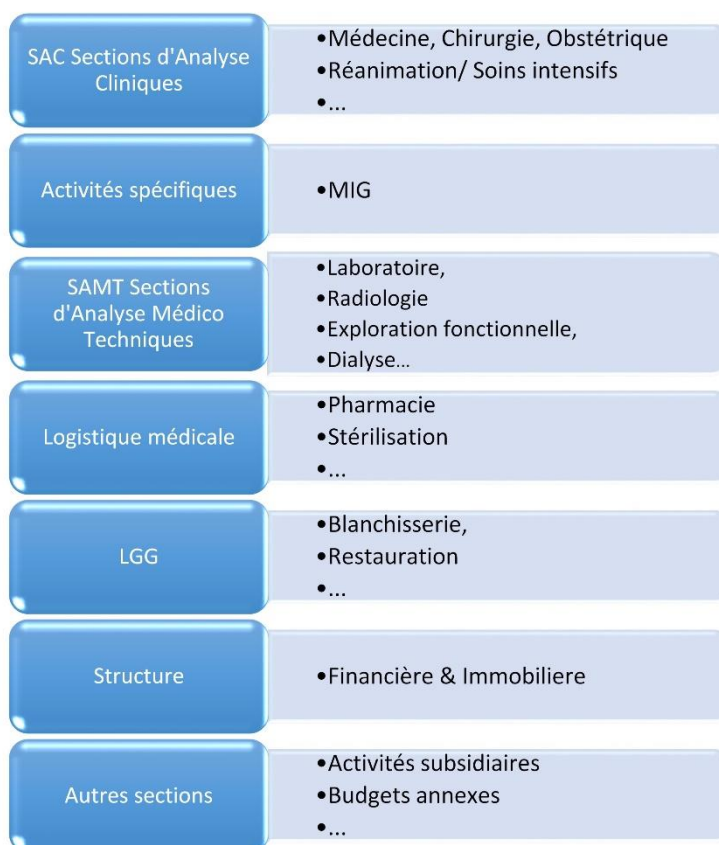 SAC Sections d'Analyse
Cliniques
•Médecine, Chirurgie, Obstétrique
•Réanimation/ Soins intensifs
•...
Activités spécifiques
•MIG
SAMT Sections
d'Analyse Médico
Techniques
•Laboratoire,
•Radiologie
•Exploration fonctionnelle,
•Dialyse...
Logistique médicale
•Pharmacie
•Stérilisation
•...
LGG
•Blanchisserie,
•Restauration
•...
Structure
•Financière & Immobiliere
Autres sections
•Activités subsidiaires
•Budgets annexes
•...